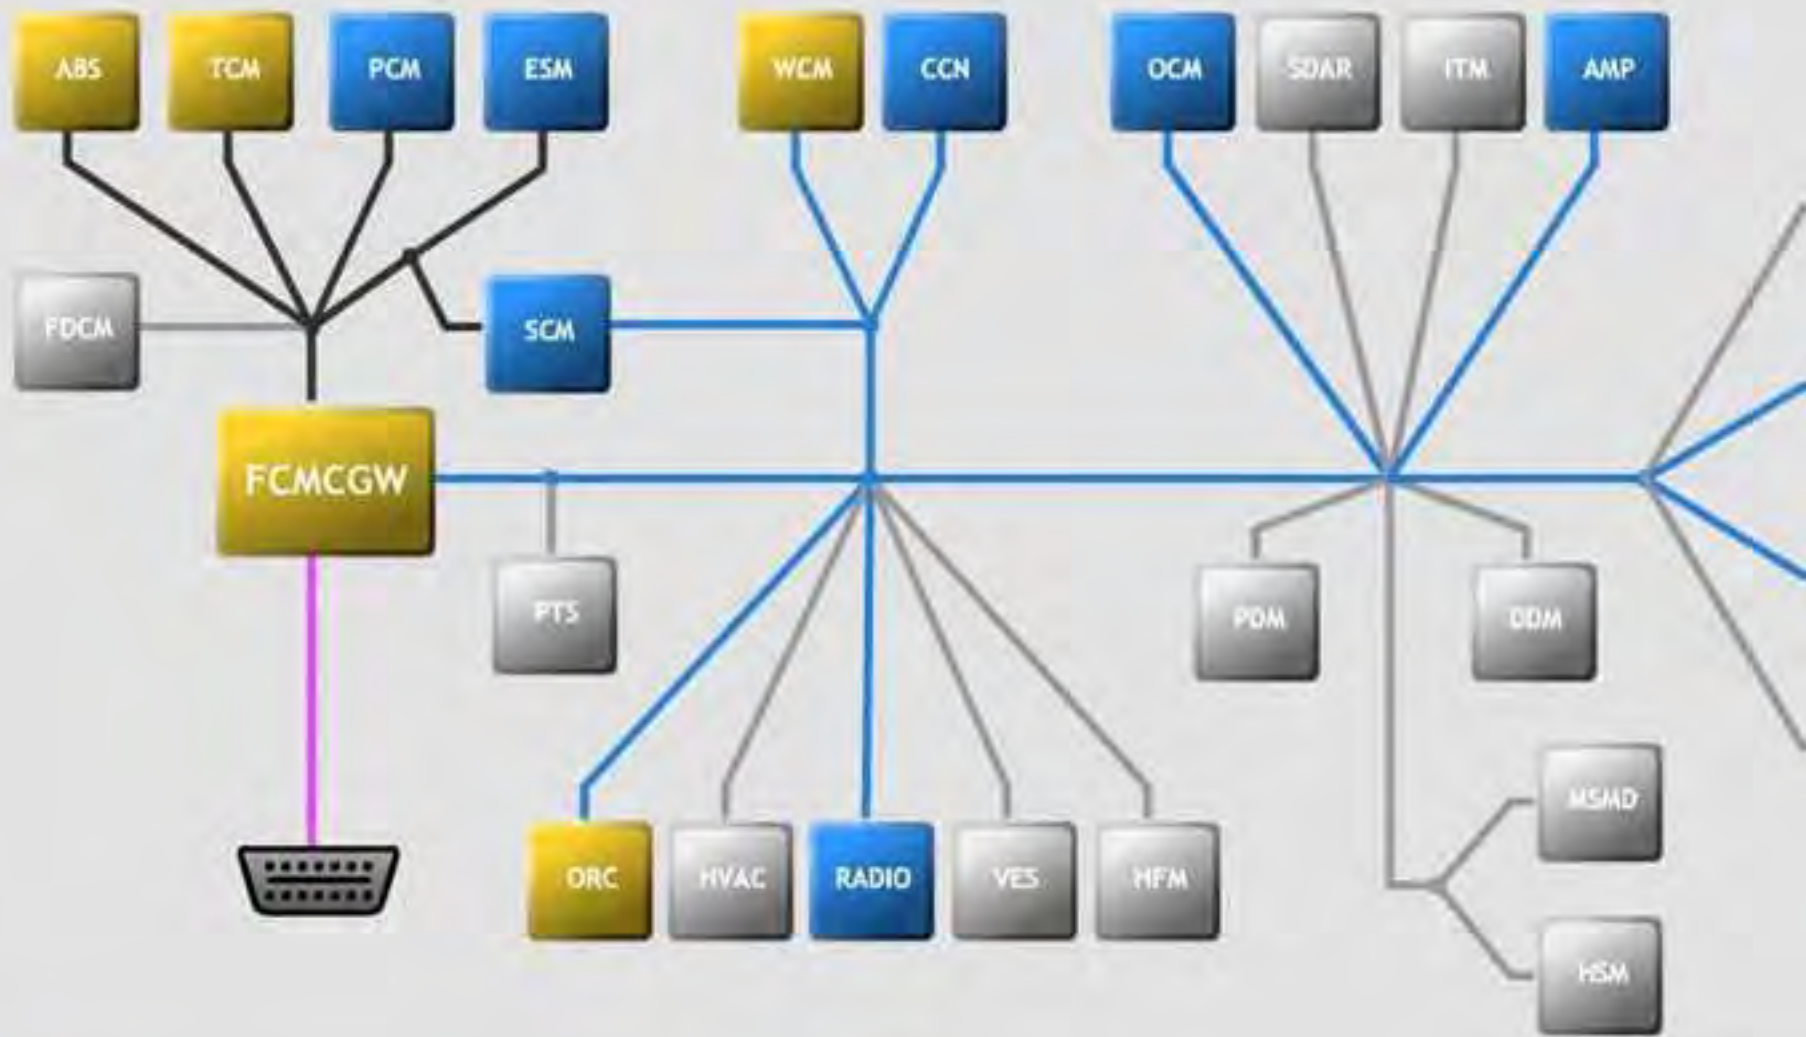 ABS
TCM
PCM
ESM
WCM
CCN
OCM
SDAR
ITM
AMP
FDCM
SCM
FCMCGW
PTS
PDM
DDM
MSMD
ORC
HVAC
RADIO
VES
HFM
HSM